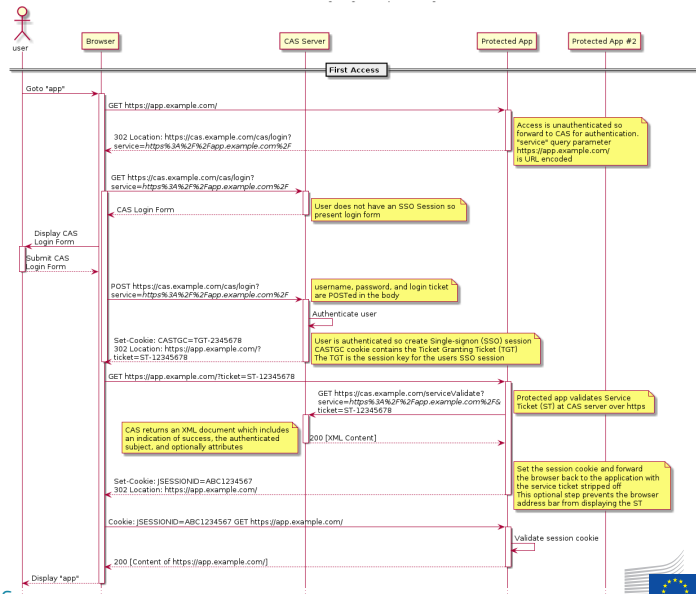 user
Browser
CAS Server
Protected App
Protected App #2
First Access
Goto "app"
GET https://app.example.com/
Access is unauthenticated so
forward to CAS for authentication.
"service" query parameter
https://app.example.com/
is URL encoded
302 Location: https://cas.example.com/cas/login?
service=https%3A%2F%2Fapp.example.com%2F
GET https://cas.example.com/cas/login?
service=https%3A%2F%2Fapp.example.com%2F
User does not have an SSO Session so
present login form
CAS Login Form
Display CAS
Login Form
Submit CAS
Login Form
POST https://cas.example.com/cas/login?
service=https%3A%2F%2Fapp.example.com%2F
username, password, and login ticket
are POSTed in the body
Authenticate user
Set-Cookie: CASTGC=TGT-2345678
302 Location: https://app.example.com/?
ticket=ST-12345678
User is authenticated so create Single-signon (SSO) session
CASTGC cookie contains the Ticket Granting Ticket (TGT)
The TGT is the session key for the users SSO session
GET https://app.example.com/?ticket=ST-12345678
GET https://cas.example.com/serviceValidate?
service=https%3A%2F%2Fapp.example.com%2F&
ticket=ST-12345678
Protected app validates Service
Ticket (ST) at CAS server over https
CAS returns an XML document which includes
an indication of success, the authenticated
subject, and optionally attributes
200 [XML Content]
Set the session cookie and forward
the browser back to the application with
the service ticket stripped off
This optional step prevents the browser
address bar from displaying the ST
Set-Cookie: JSESSIONID=ABC1234567
302 Location: https://app.example.com/
Cookie: JSESSIONID=ABC1234567 GET https://app.example.com/
Validate session cookie
200 [Content of https://app.example.com/]
Display "app"